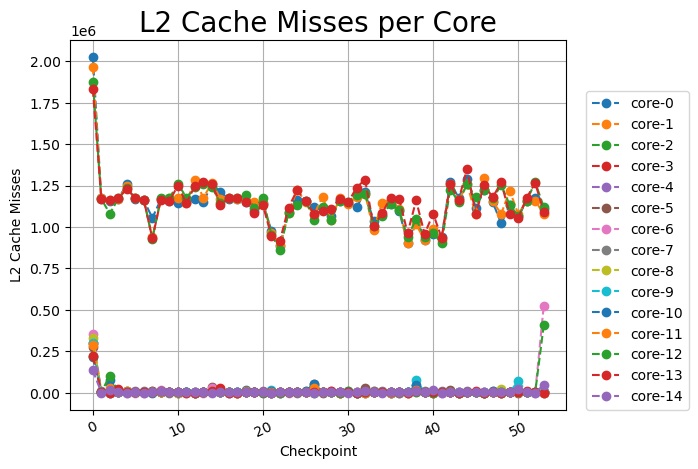 L2 Cache Misses per Core
1e6
2.00
1.75
1.50
1.25
1.00
0.75
0.50
0.25
0.00
L2 Cache Misses
0
10
20
30
40
50
Checkpoint
core-0
core-1
core-2
core-3
core-4
core-5
core-6
core-7
core-8
core-9
core-10
core-11
core-12
core-13
core-14